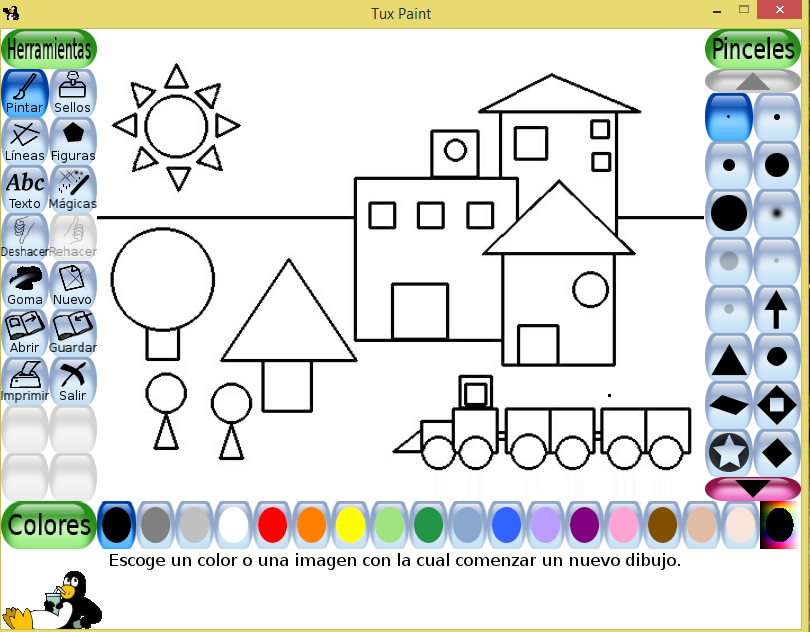 Tux Paint
Herramientas
Pinceles
Pintar
Sellos
Líneas
Figuras
Abc
Texto
Mágicas
Deshacer
Rehacer
Goma
Nuevo
Abrir
Guardar
Imprimir
Salir
Colores
Escoge un color o una imagen con la cual comenzar un nuevo dibujo.